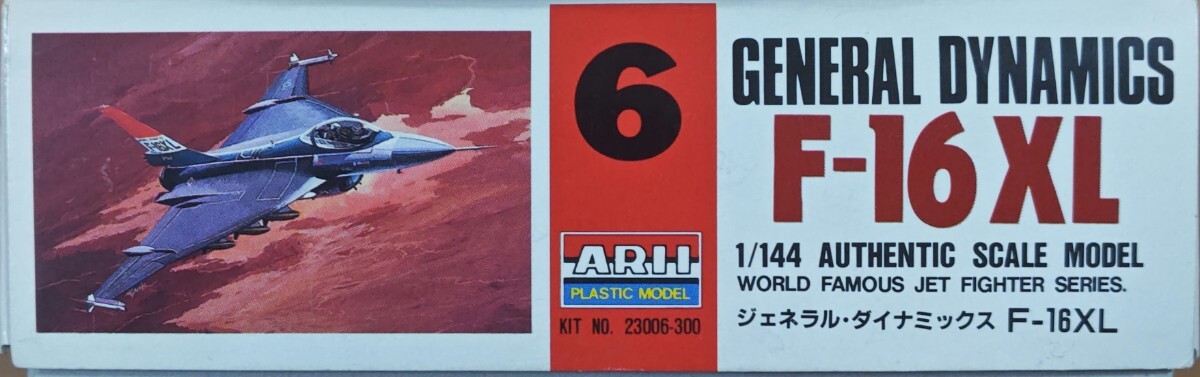 F16XL
6
ARII
PLASTIC MODEL
KIT NO. 23006-300
GENERAL DYNAMICS
F-16XL
1/144 AUTHENTIC SCALE MODEL
WORLD FAMOUS JET FIGHTER SERIES.
ジェネラル・ダイナミックス F-16XL